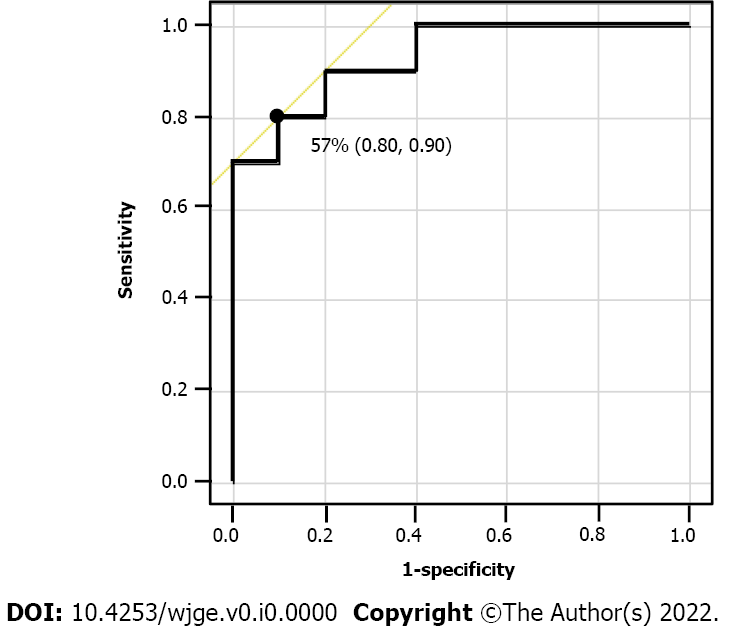 1.0
0.8
57% (0.80, 0.90)
0.6
Sensitivity
0.4
0.2
0.0
0.0 0.2 0.4 0.6 0.8 1.0
1-specificity
DOI: 10.4253/wjge.v0.i0.0000 Copyright ©The Author(s) 2022.